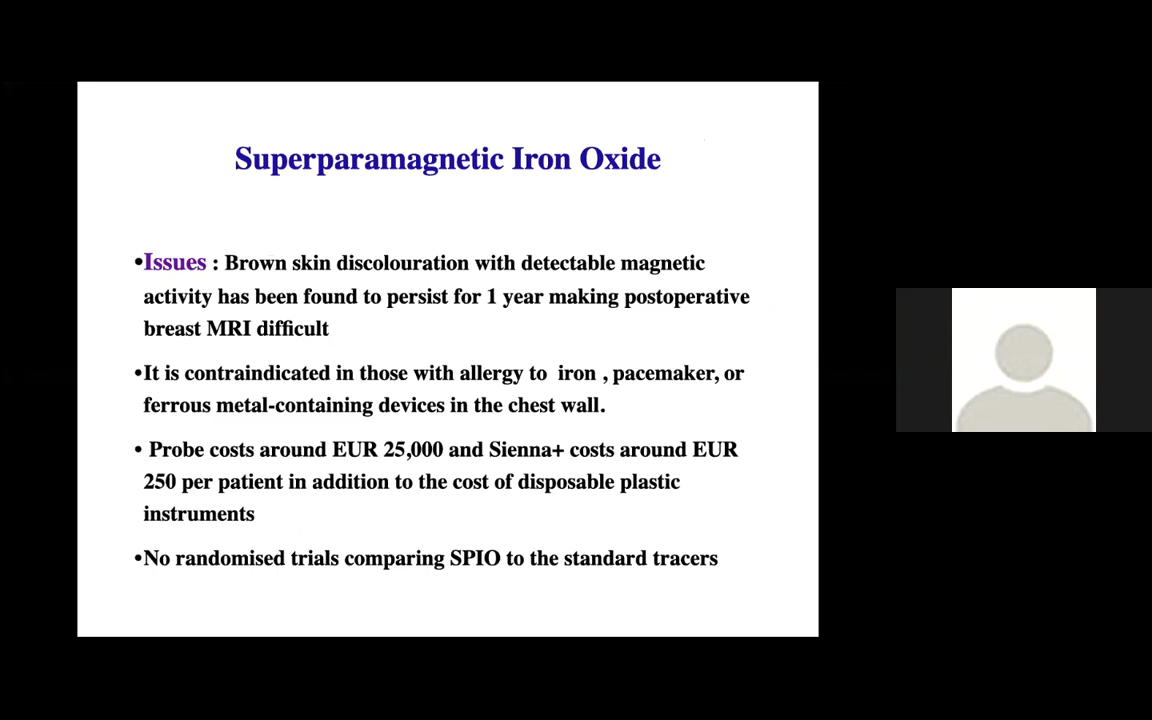 Superparamagnetic Iron Oxide
•Issues : Brown skin discolouration with detectable magnetic
activity has been found to persist for 1 year making postoperative
breast MRI difficult
•It is contraindicated in those with allergy to iron , pacemaker, or
ferrous metal-containing devices in the chest wall.
• Probe costs around EUR 25,000 and Sienna+ costs around EUR
250 per patient in addition to the cost of disposable plastic
instruments
•No randomised trials comparing SPIO to the standard tracers